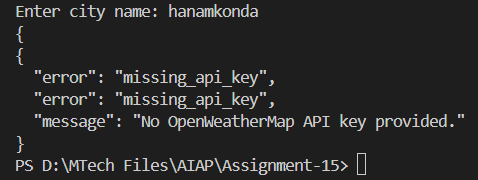 Enter city name: hanamkonda
{
{
  "error": "missing_api_key",
  "error": "missing_api_key",
  "message": "No OpenWeatherMap API key provided."
}
PS D:\MTech Files\AIAP\Assignment-15>